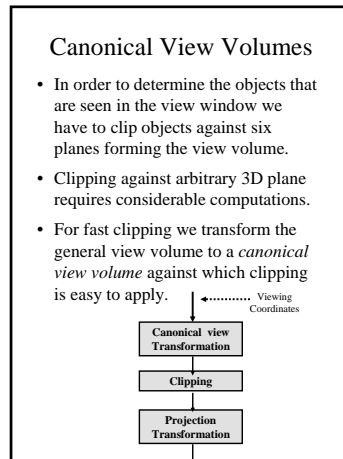 Canonical View Volumes
• In order to determine the objects that
are seen in the view window we
have to clip objects against six
planes forming the view volume.
• Clipping against arbitrary 3D plane
requires considerable computations.
• For fast clipping we transform the
general view volume to a canonical
view volume against which clipping
is easy to apply.
Viewing
Coordinates
Canonical view
Transformation
Clipping
Projection
Transformation